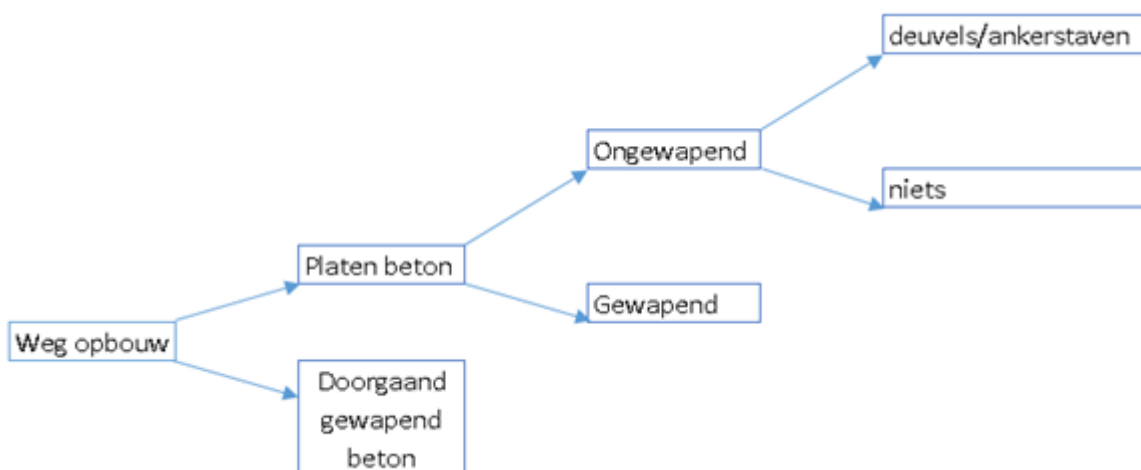 deuvels/ankerstaven
Ongewapend
niets
Platen beton
Gewapend
Weg opbouw
Doorgaand
gewapend
beton